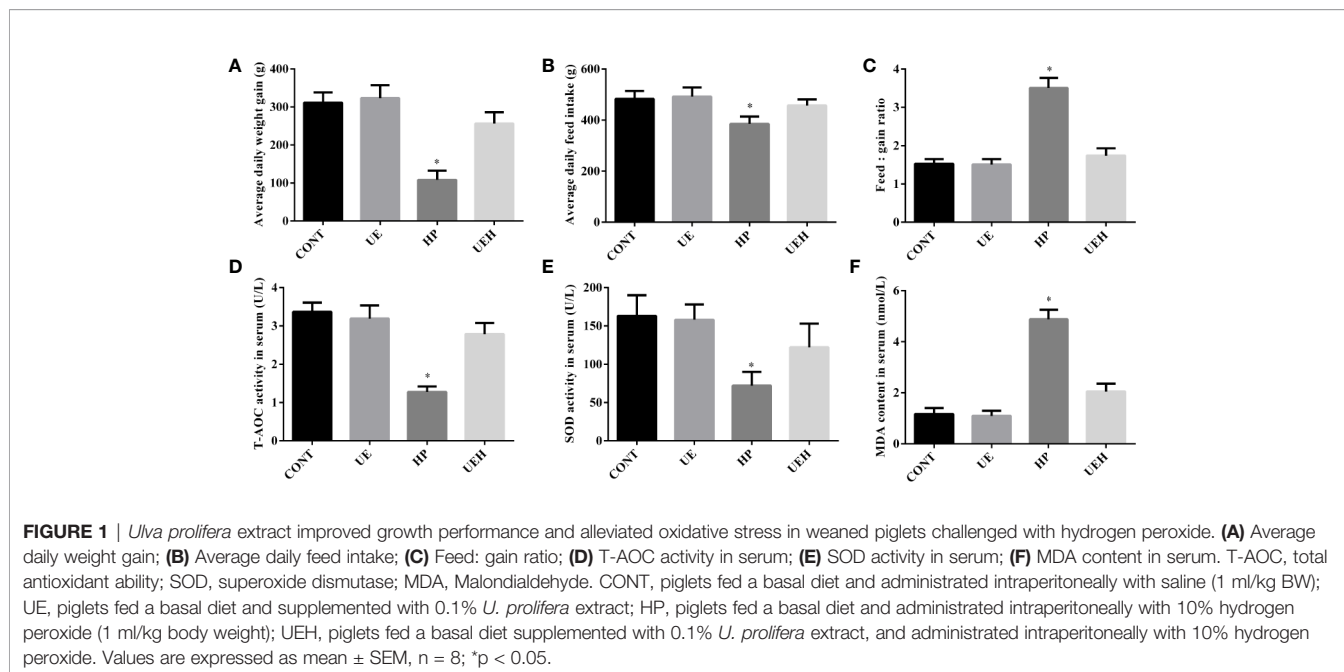 A
Average daily weight gain (g)
400
300
200
100
0
*
CONT
UE
HP
UEH
B
Average daily feed intake (g)
600
400
200
0
*
CONT
UE
HP
UEH
C
Feed : gain ratio
4
3
2
1
0
*
CONT
UE
HP
UEH
D
T-AOC activity in serum (U/L)
4
3
2
1
0
*
CONT
UE
HP
UEH
E
SOD activity in serum (U/L)
200
150
100
50
0
*
CONT
UE
HP
UEH
F
MDA content in serum (nmol/L)
6
4
2
0
*
CONT
UE
HP
UEH
FIGURE 1 | Ulva prolifera extract improved growth performance and alleviated oxidative stress in weaned piglets challenged with hydrogen peroxide. (A) Average
daily weight gain; (B) Average daily feed intake; (C) Feed: gain ratio; (D) T-AOC activity in serum; (E) SOD activity in serum; (F) MDA content in serum. T-AOC, total
antioxidant ability; SOD, superoxide dismutase; MDA, Malondialdehyde. CONT, piglets fed a basal diet and administrated intraperitoneally with saline (1 ml/kg BW);
UE, piglets fed a basal diet and supplemented with 0.1% U. prolifera extract; HP, piglets fed a basal diet and administrated intraperitoneally with 10% hydrogen
peroxide (1 ml/kg body weight); UEH, piglets fed a basal diet supplemented with 0.1% U. prolifera extract, and administrated intraperitoneally with 10% hydrogen
peroxide. Values are expressed as mean ± SEM, n = 8; *p < 0.05.